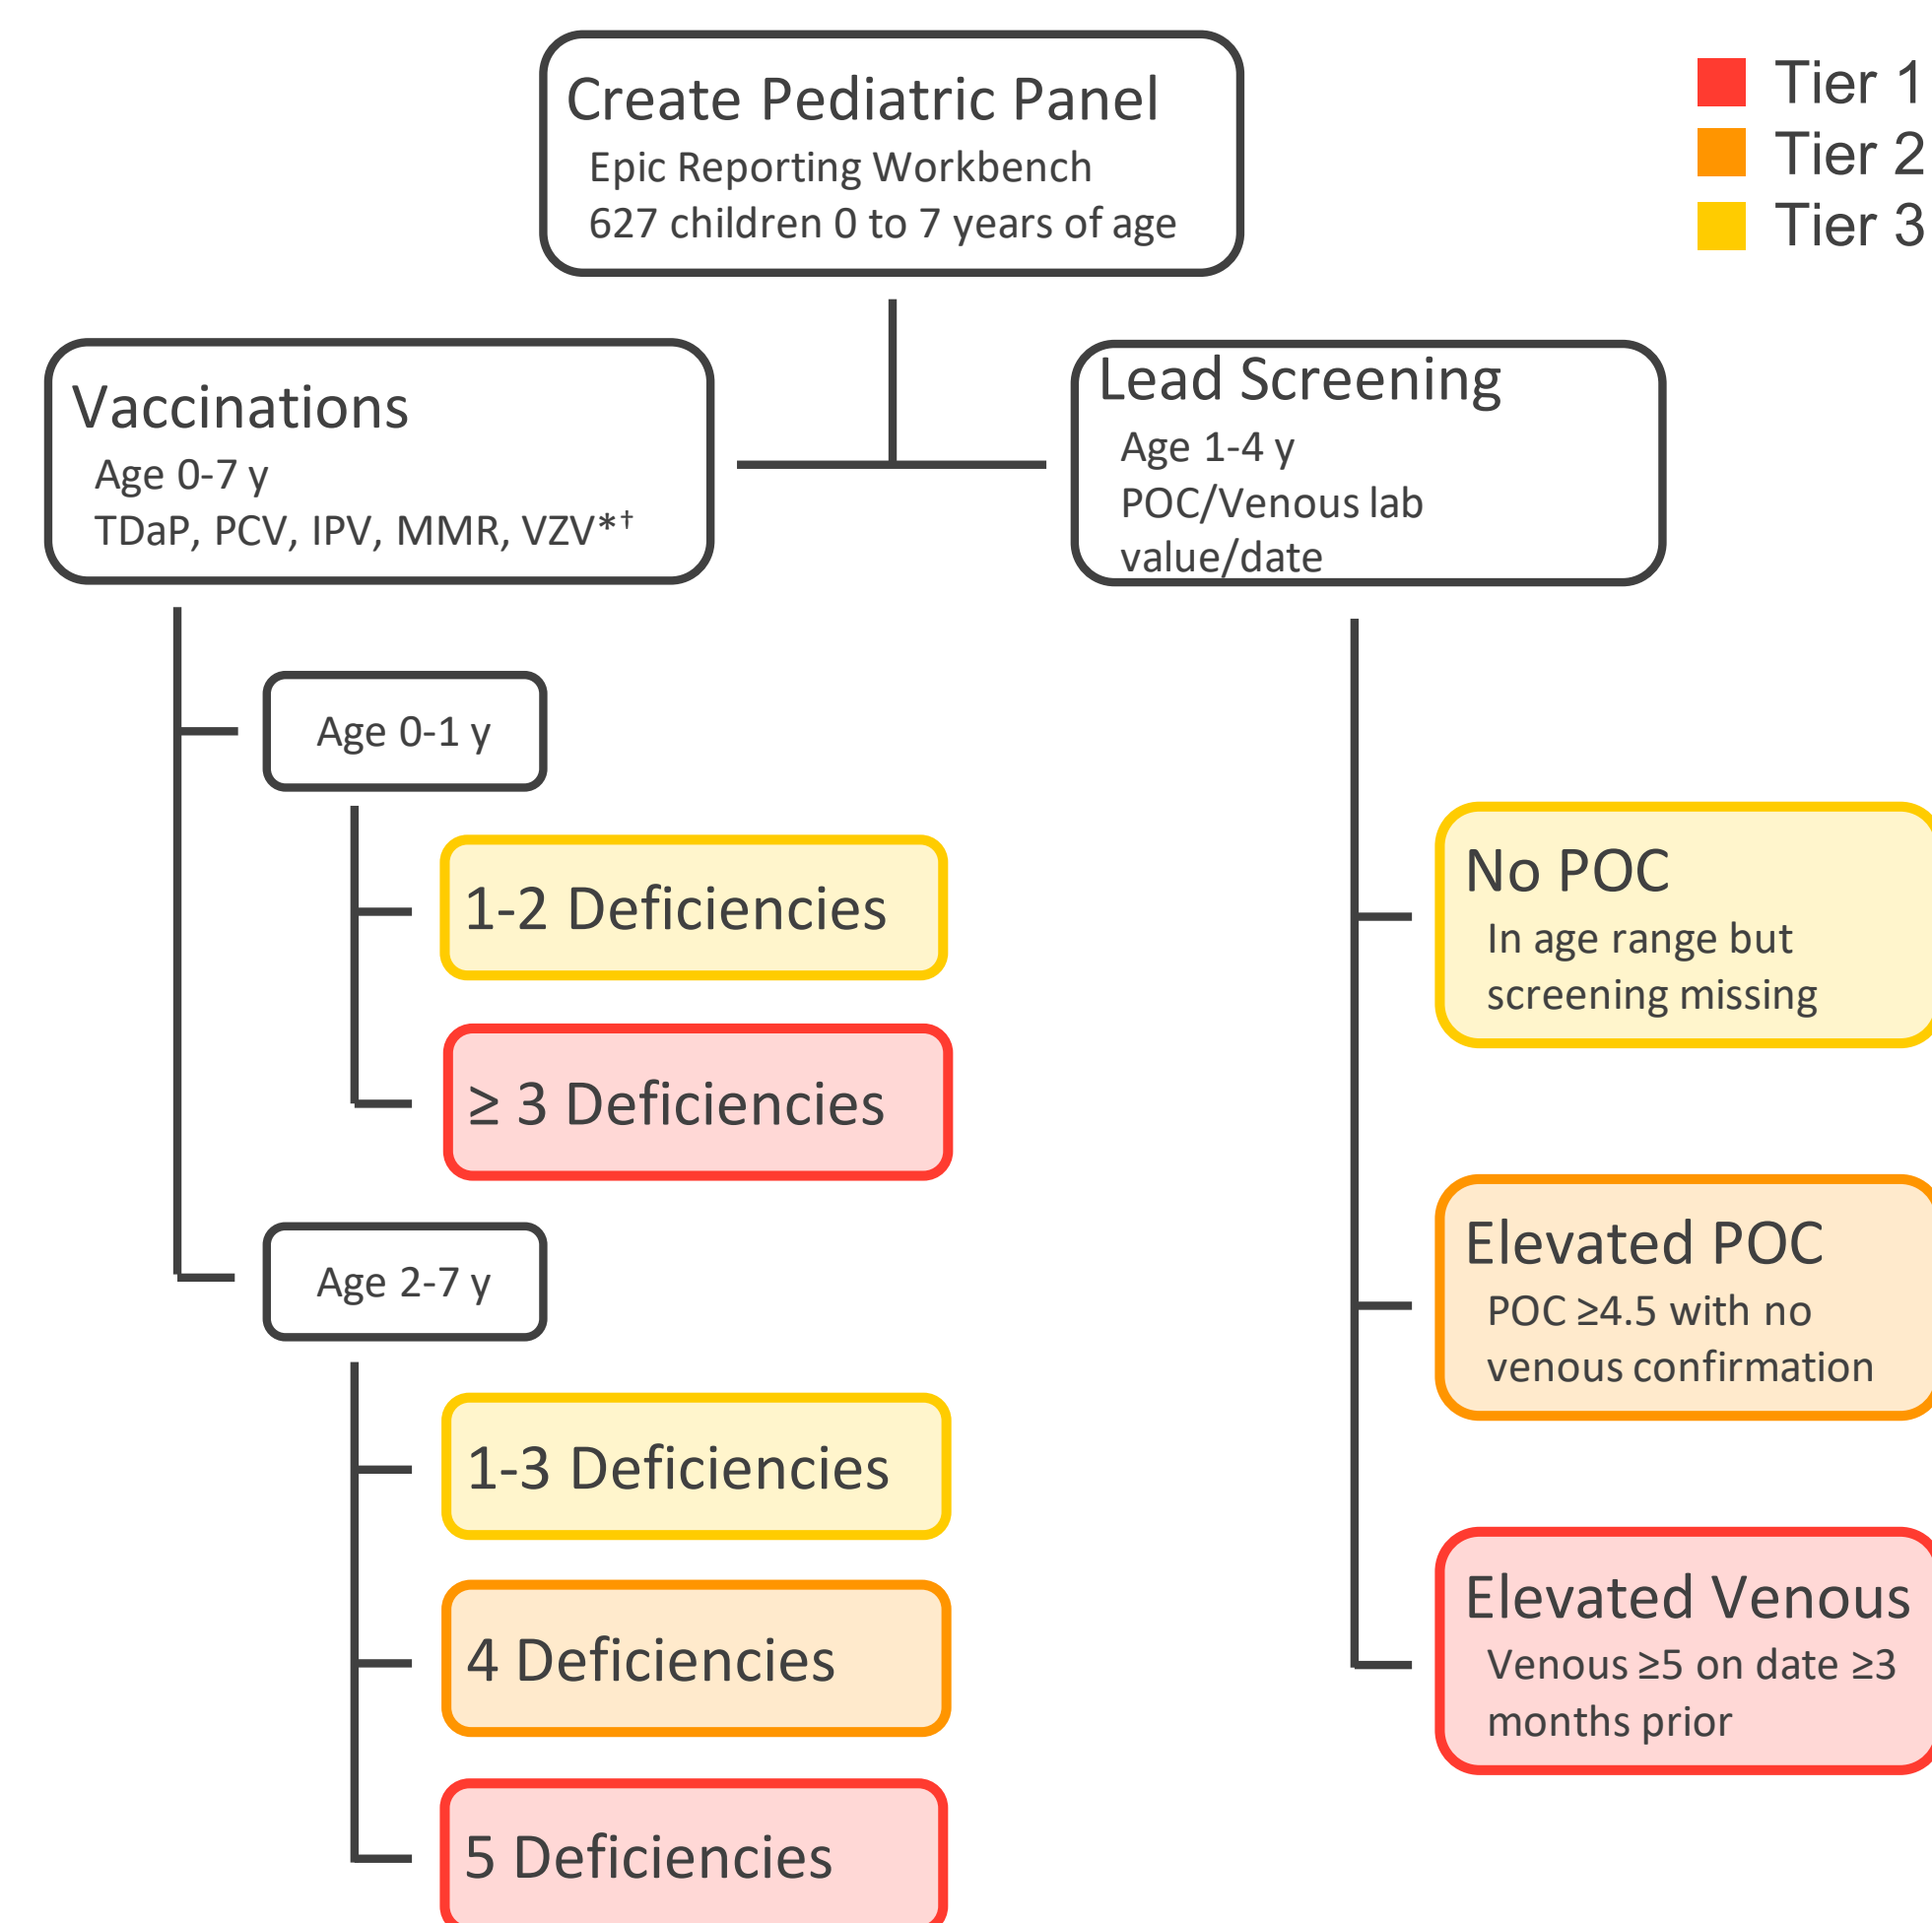 Create Pediatric Panel
Epic Reporting Workbench
627 children 0 to 7 years of age
Tier 1
Tier 2
Tier 3
Vaccinations
Age 0-7 y
TDaP, PCV, IPV, MMR, VZV*†
Lead Screening
Age 1-4 y
POC/Venous lab
value/date
Age 0-1 y
1-2 Deficiencies
≥ 3 Deficiencies
Age 2-7 y
1-3 Deficiencies
4 Deficiencies
5 Deficiencies
No POC
In age range but
screening missing
Elevated POC
POC ≥4.5 with no
venous confirmation
Elevated Venous
Venous ≥5 on date ≥3
months prior